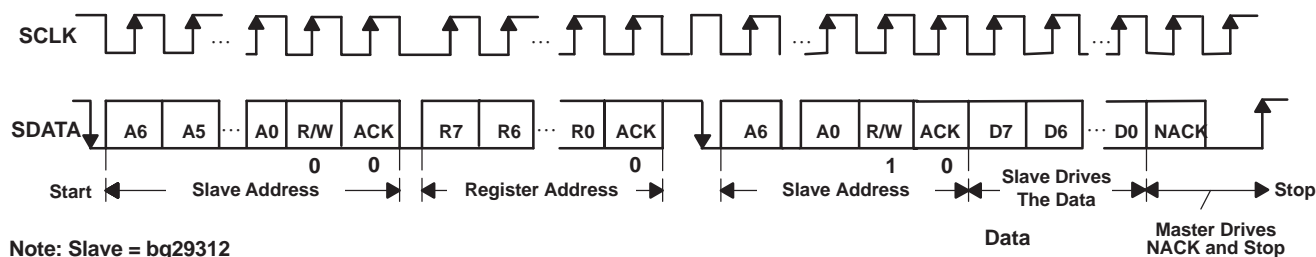 SCLK ... ... ... ...
SDATA A6 A5 ... A0 R/W ACK R7 R6 ... R0 ACK A6 A0 R/W ACK D7 D6 ... D0 NACK
0 0 0 1 0
Start Slave Address Register Address Slave Address Slave Drives The Data Stop
Data
Master Drives NACK and Stop
Note: Slave = bq29312